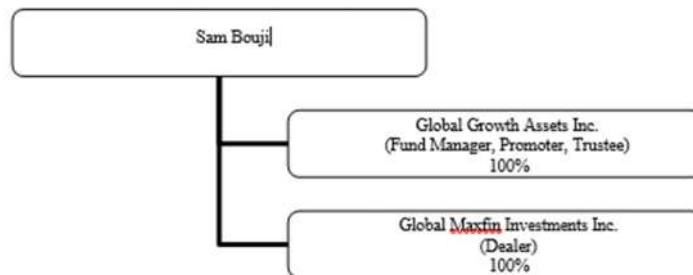 Sam Bouji
Global Growth Assets Inc.
(Fund Manager, Promoter, Trustee)
100%
Global Maxfin Investments Inc.
(Dealer)
100%